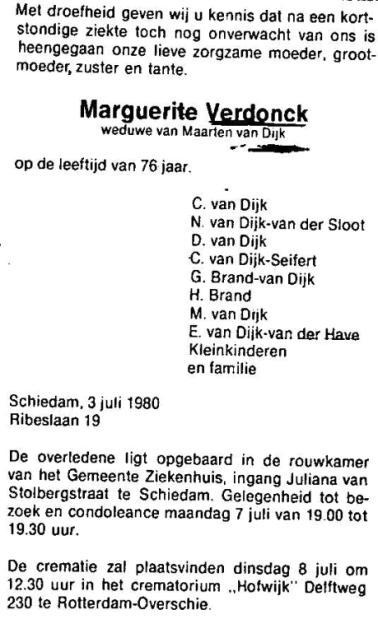 Met droefheid geven wij u kennis dat na een kort-
stondige ziekte toch nog onverwacht van ons is
heengegaan onze lieve zorgzame moeder, groot-
moeder, zuster en tante.
Marguerite Verdonck
weduwe van Maarten van Dijk
op de leeftijd van 76 jaar.
C. van Dijk
N. van Dijk-van der Sloot
D. van Dijk
C. van Dijk-Seifert
G. Brand-van Dijk
H. Brand
M. van Dijk
E. van Dijk-van der Have
Kleinkinderen
en familie
Schiedam, 3 juli 1980
Ribeslaan 19
De overledene ligt opgebaard in de rouwkamer
van het Gemeente Ziekenhuis, ingang Juliana van
Stolbergstraat te Schiedam. Gelegenheid tot be-
zoek en condoleance maandag 7 juli van 19.00 tot
19.30 uur.
De crematie zal plaatsvinden dinsdag 8 juli om
12.30 uur in het crematorium „Hofwijk” Delftweg
230 te Rotterdam-Overschie.